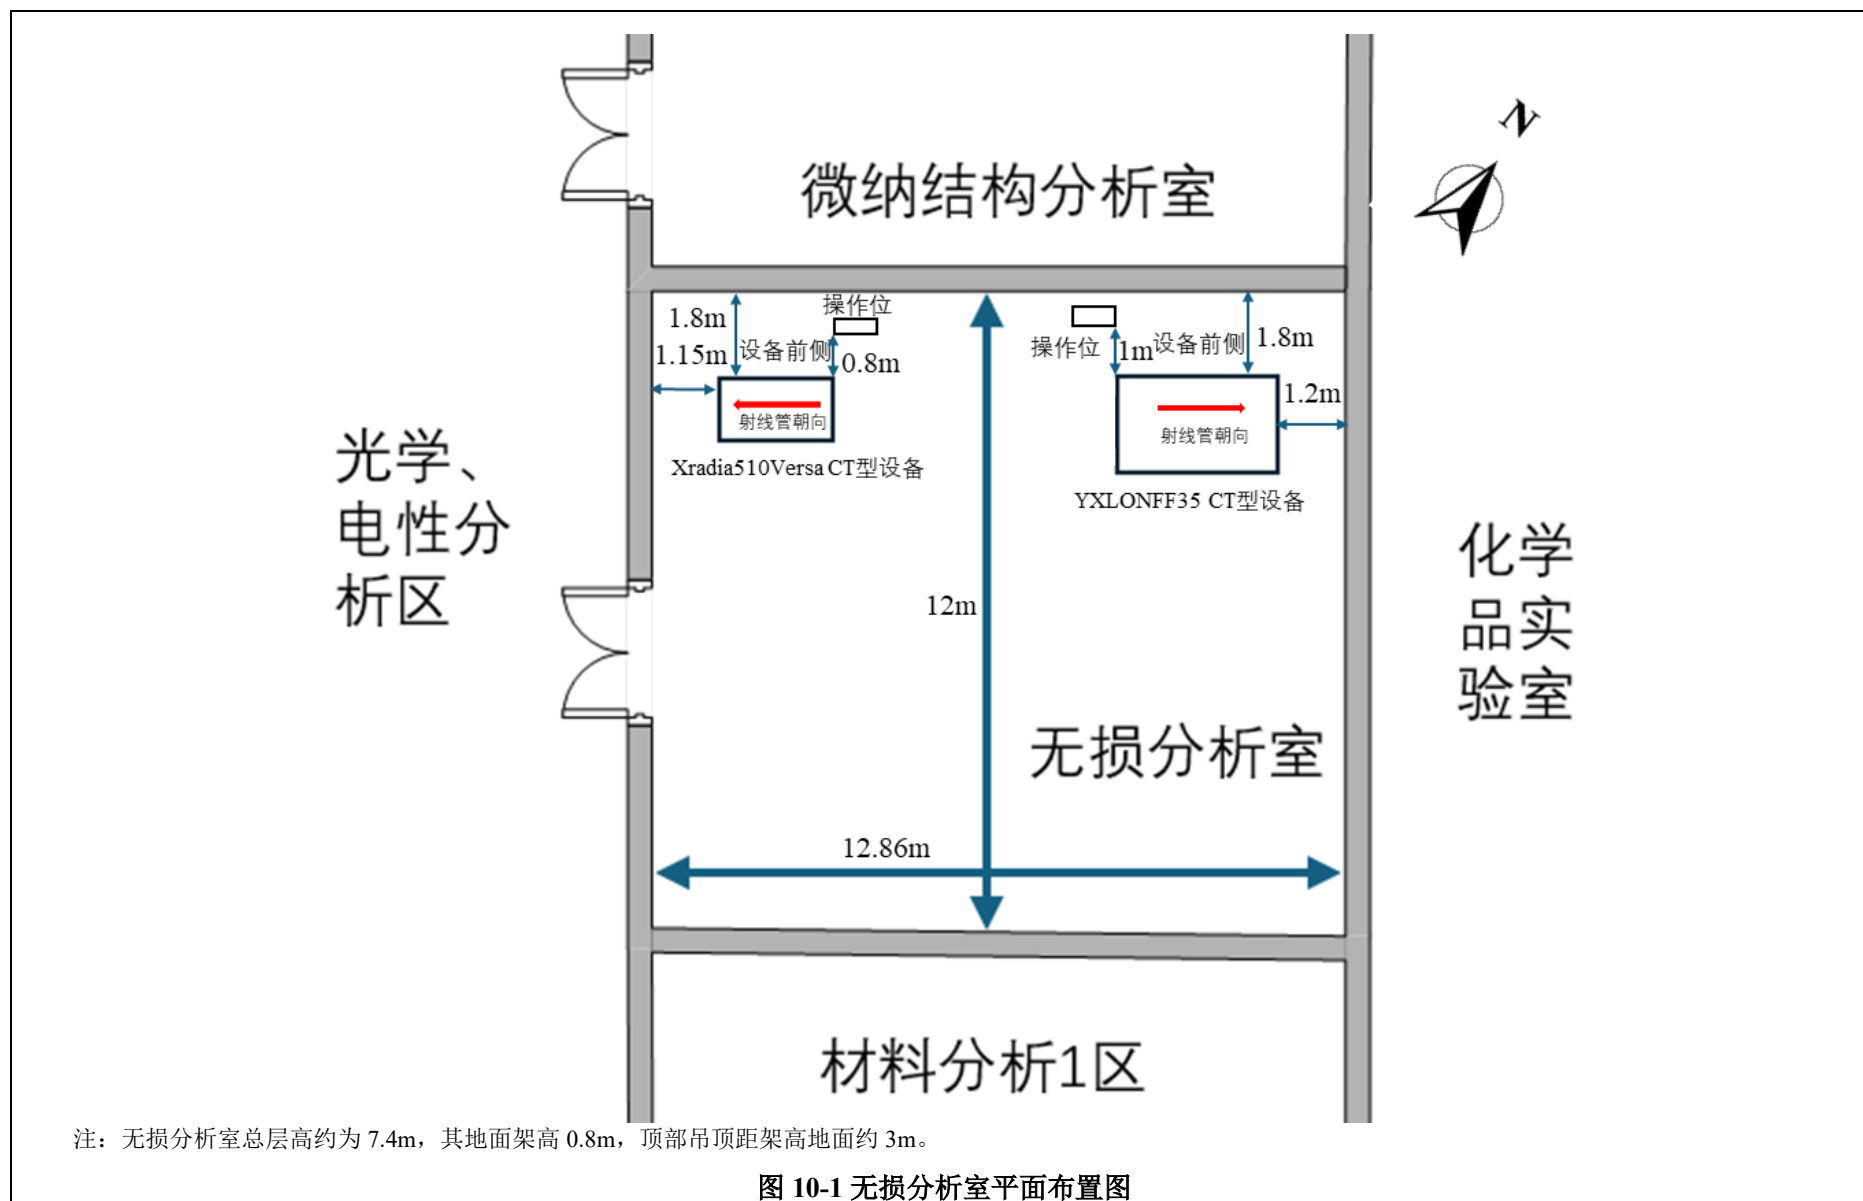 N
微纳结构分析室
操作位
1.8m
设备前侧
0.8m
1.15m
射线管朝向
Xradia510Versa CT型设备
操作位
1m
设备前侧
1.8m
1.2m
射线管朝向
YXLONFF35 CT型设备
光学、
电性分
析区
12m
化学
品实
验室
无损分析室
12.86m
材料分析1区
注：无损分析室总层高约为 7.4m，其地面架高 0.8m，顶部吊顶距架高地面约 3m。
图 10-1 无损分析室平面布置图